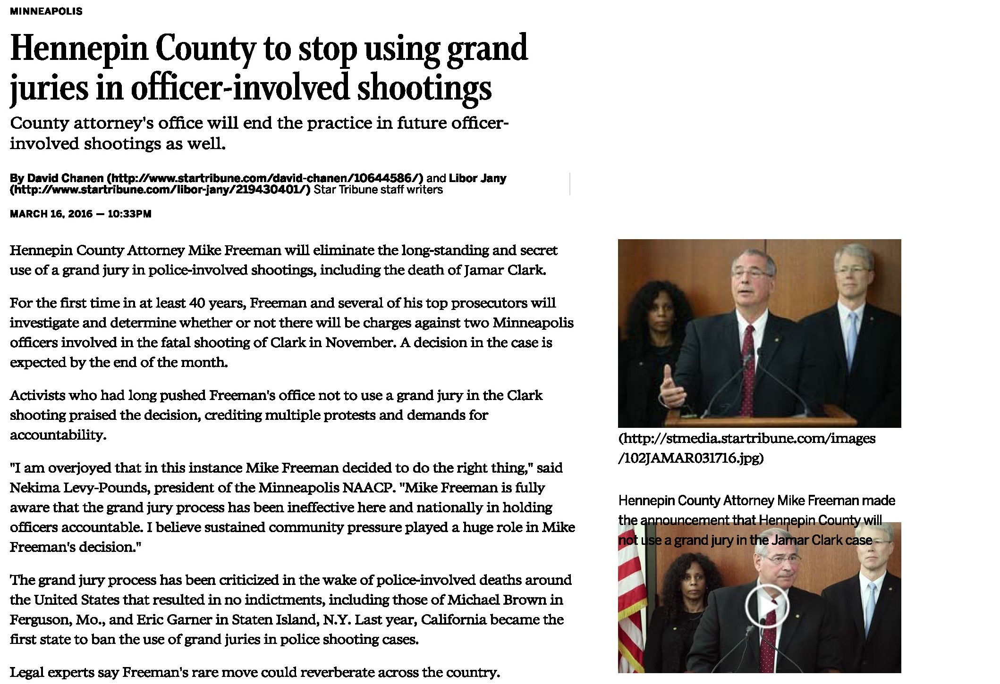 MINNEAPOLIS
Hennepin County to stop using grand
juries in officer-involved shootings
County attorney's office will end the practice in future officer-
involved shootings as well.
By David Chanen (http://www.startribune.com/david-chanen/10644586/) and Libor Jany
(http://www.startribune.com/libor-jany/219430401/) Star Tribune staff writers
MARCH 16, 2016 — 10:33PM
Hennepin County Attorney Mike Freeman will eliminate the long-standing and secret
use of a grand jury in police-involved shootings, including the death of Jamar Clark.
For the first time in at least 40 years, Freeman and several of his top prosecutors will
investigate and determine whether or not there will be charges against two Minneapolis
officers involved in the fatal shooting of Clark in November. A decision in the case is
expected by the end of the month.
Activists who had long pushed Freeman's office not to use a grand jury in the Clark
shooting praised the decision, crediting multiple protests and demands for
accountability.
"I am overjoyed that in this instance Mike Freeman decided to do the right thing," said
Nekima Levy-Pounds, president of the Minneapolis NAACP. "Mike Freeman is fully
aware that the grand jury process has been ineffective here and nationally in holding
officers accountable. I believe sustained community pressure played a huge role in Mike
Freeman's decision."
The grand jury process has been criticized in the wake of police-involved deaths around
the United States that resulted in no indictments, including those of Michael Brown in
Ferguson, Mo., and Eric Garner in Staten Island, N.Y. Last year, California became the
first state to ban the use of grand juries in police shooting cases.
Legal experts say Freeman's rare move could reverberate across the country.
(http://stmedia.startribune.com/images
/102JAMAR031716.jpg)
Hennepin County Attorney Mike Freeman made
the announcement that Hennepin County will
not use a grand jury in the Jamar Clark case